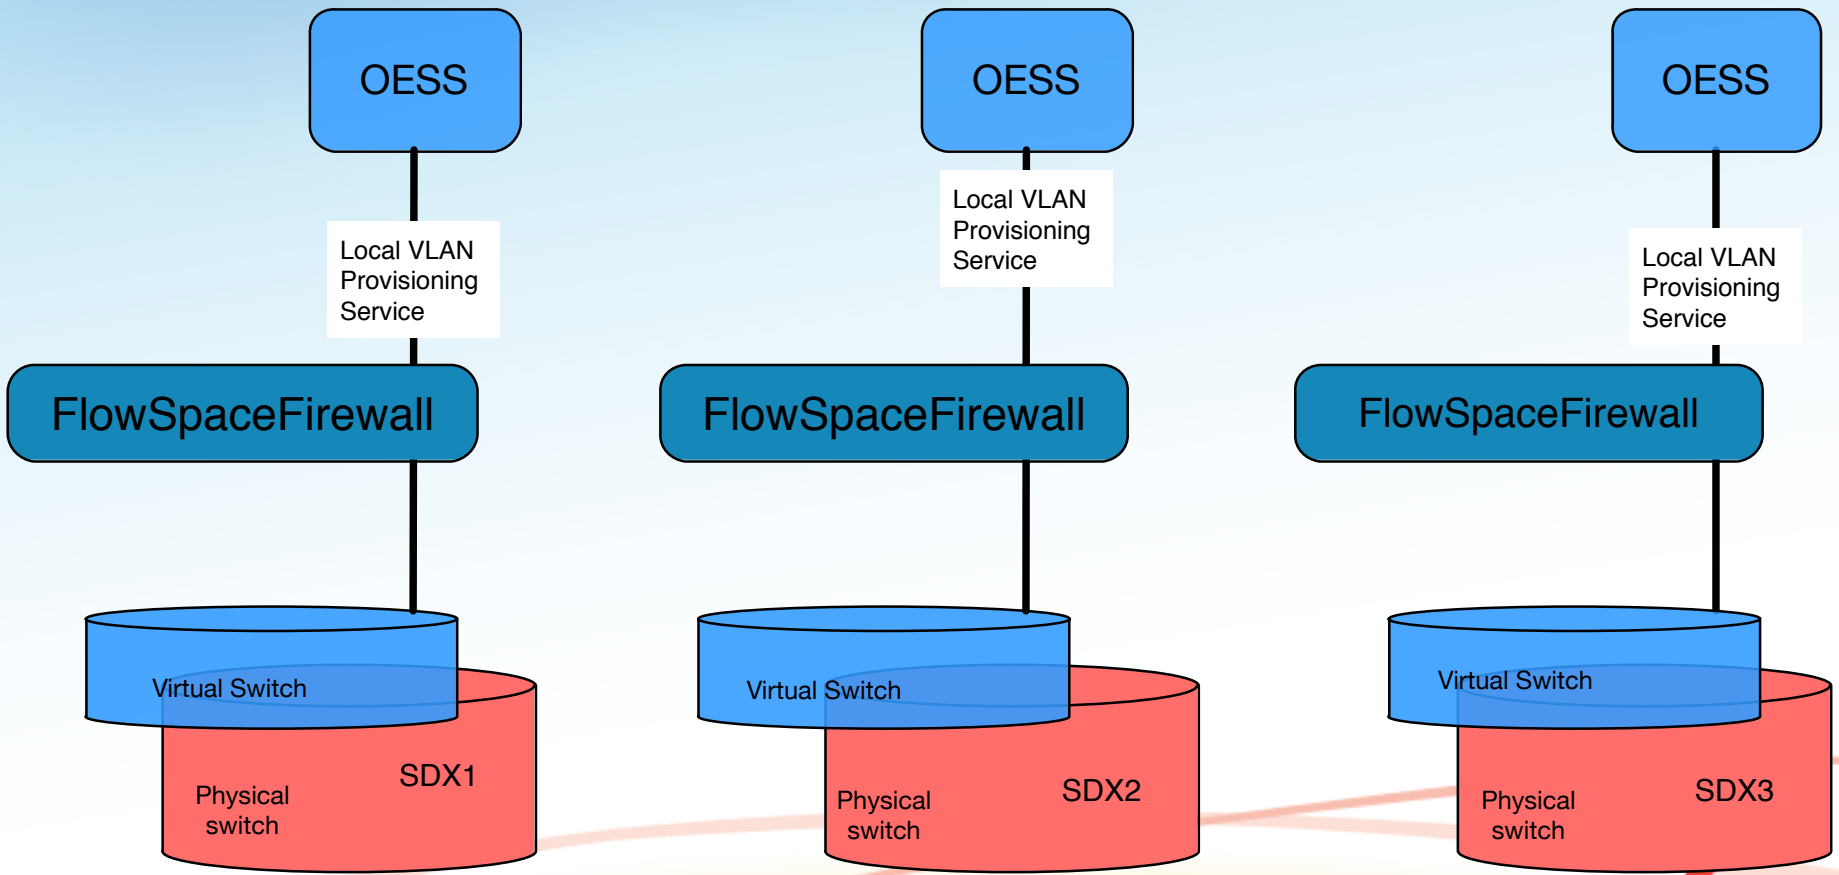 OESS
OESS
OESS
Local VLAN
Provisioning
Service
Local VLAN
Provisioning
Service
Local VLAN
Provisioning
Service
FlowSpaceFirewall
FlowSpaceFirewall
FlowSpaceFirewall
Virtual Switch
Virtual Switch
Virtual Switch
SDX1
Physical
switch
SDX2
Physical
switch
SDX3
Physical
switch